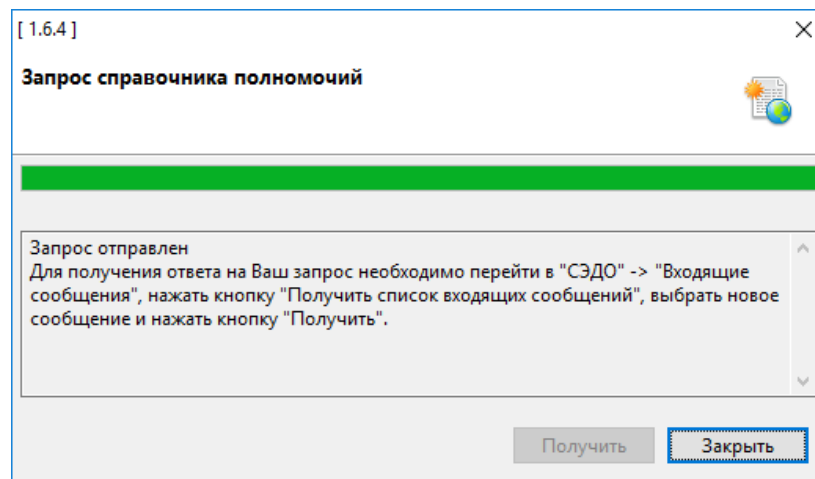 [ 1.6.4 ]
Запрос справочника полномочий
Запрос отправлен
Для получения ответа на Ваш запрос необходимо перейти в "СЭДО" -> "Входящие
сообщения", нажать кнопку "Получить список входящих сообщений", выбрать новое
сообщение и нажать кнопку "Получить".
Получить
Закрыть